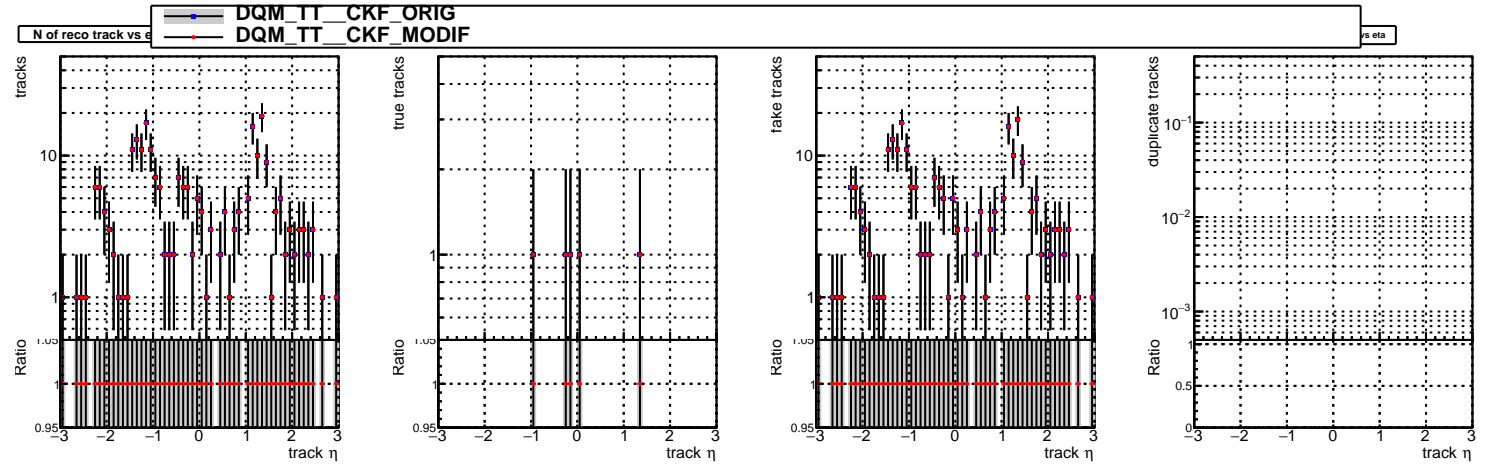 DQM_TT__CKF_ORIG
DQM_TT__CKF_MODIF
N of reco track vs e
vs eta
tracks
10
1
Ratio
1.05
1
0.95
−3 −2 −1 0 1 2 3
track η
true tracks
1
Ratio
1.05
1
0.95
−3 −2 −1 0 1 2 3
track η
fake tracks
10
1
Ratio
1.05
1
0.95
−3 −2 −1 0 1 2 3
track η
duplicate tracks
10−1
10−2
10−3
Ratio
1
0.5
0
−3 −2 −1 0 1 2 3
track η